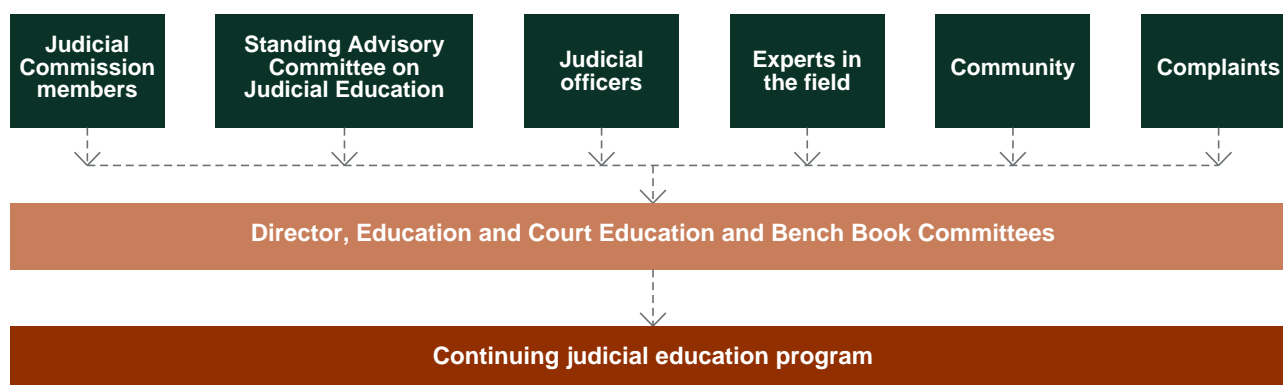 Judicial
Commission
members
Standing Advisory
Committee on
Judicial Education
Judicial
officers
Experts in
the field
Community
Complaints
Director, Education and Court Education and Bench Book Committees
Continuing judicial education program